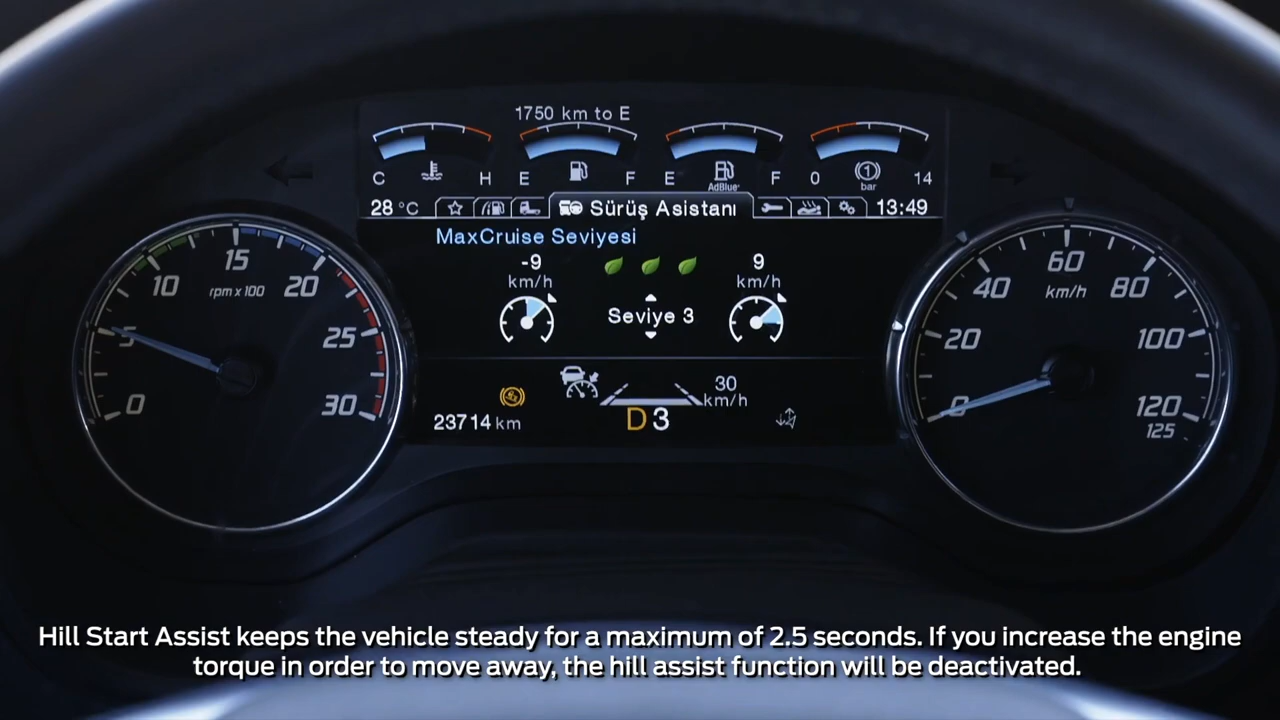 1750 km to E
C H E F E AdBlue F 0 bar 14
28 °C Sürüş Asistanı 13:49
MaxCruise Seviyesi
-9 9
km/h km/h
Seviye 3
30
km/h
23714 km D 3
0 5 10 15 20 25 30
rpm x 100
0 20 40 60 80 100 120
125
km/h
Hill Start Assist keeps the vehicle steady for a maximum of 2.5 seconds. If you increase the engine
torque in order to move away, the hill assist function will be deactivated.